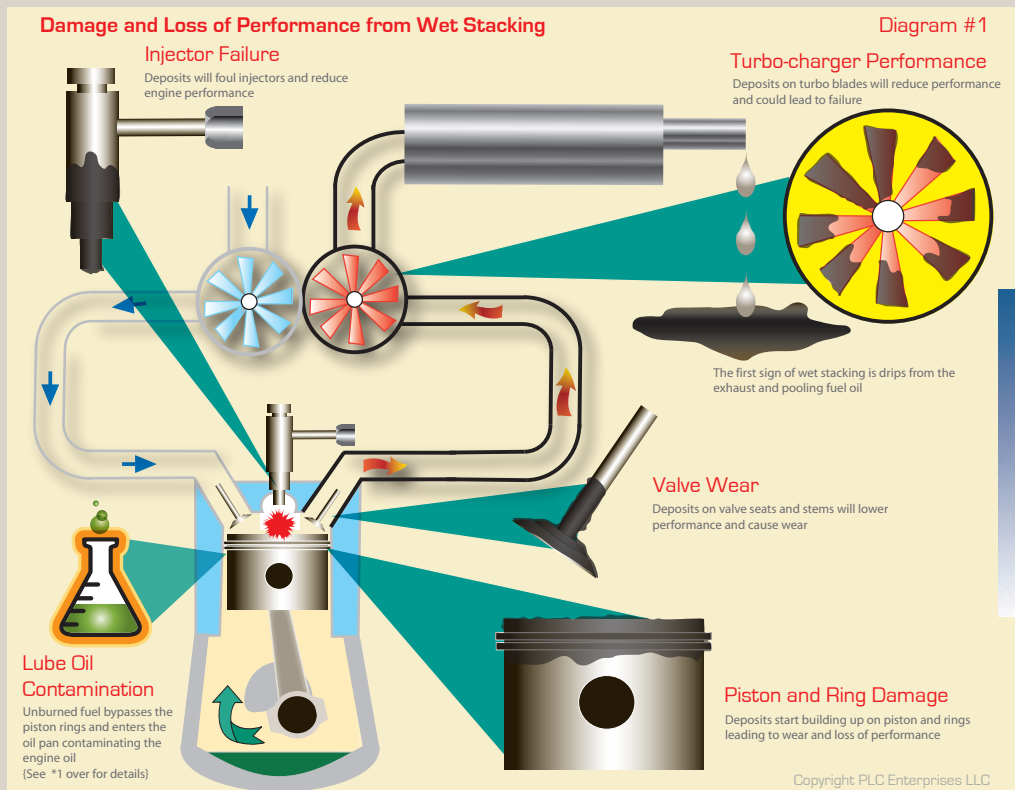 Damage and Loss of Performance from Wet Stacking
Diagram #1
Injector Failure
Deposits will foul injectors and reduce
engine performance
Turbo-charger Performance
Deposits on turbo blades will reduce performance
and could lead to failure
The first sign of wet stacking is drips from the
exhaust and pooling fuel oil
Valve Wear
Deposits on valve seats and stems will lower
performance and cause wear
Lube Oil
Contamination
Unburned fuel bypasses the
piston rings and enters the
oil pan contaminating the
engine oil
{See *1 over for details}
Piston and Ring Damage
Deposits start building up on piston and rings
leading to wear and loss of performance
Copyright PLC Enterprises LLC